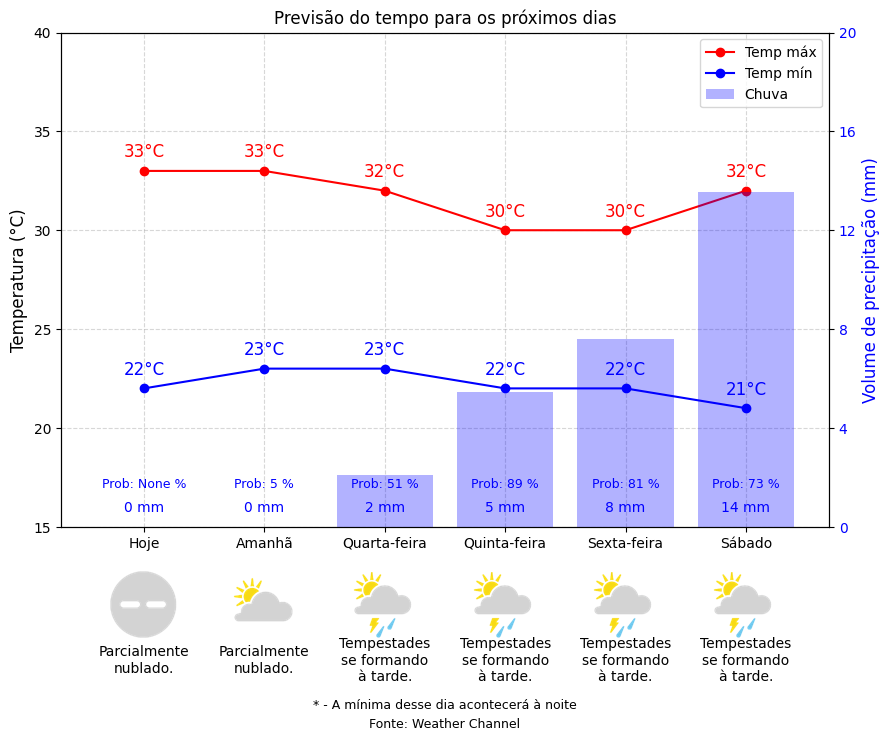 Previsão do tempo para os próximos dias
Temperatura (°C)
Volume de precipitação (mm)
40
35
30
25
20
15
20
16
12
8
4
0
Temp máx
Temp mín
Chuva
33°C
33°C
32°C
30°C
30°C
32°C
22°C
23°C
23°C
22°C
22°C
21°C
Prob: None %
Prob: 5 %
Prob: 51 %
Prob: 89 %
Prob: 81 %
Prob: 73 %
0 mm
0 mm
2 mm
5 mm
8 mm
14 mm
Hoje
Amanhã
Quarta-feira
Quinta-feira
Sexta-feira
Sábado
Parcialmente
nublado.
Parcialmente
nublado.
Tempestades
se formando
à tarde.
Tempestades
se formando
à tarde.
Tempestades
se formando
à tarde.
Tempestades
se formando
à tarde.
* - A mínima desse dia acontecerá à noite
Fonte: Weather Channel